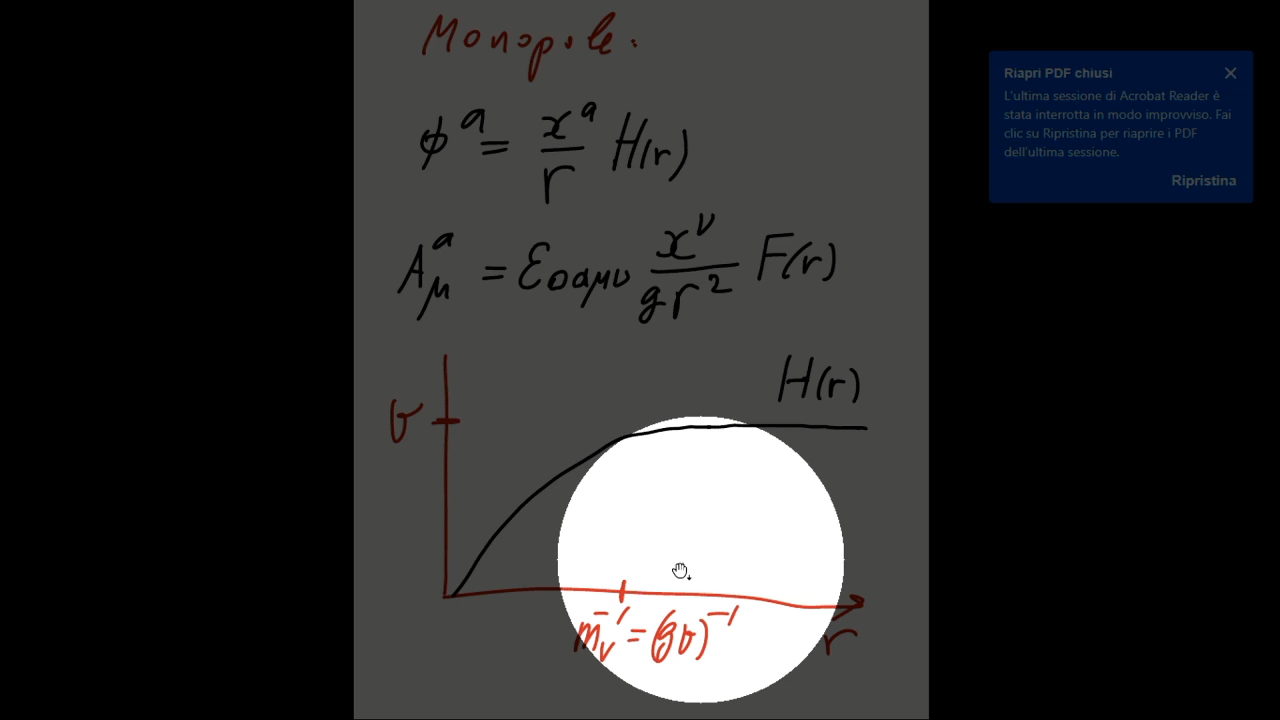 Monopole.
ϕ^a = x^a/r H(r)
A_μ^a = ε_{0aμν} x^ν/(gr^2) F(r)
H(r)
v
m_V^{-1} = (gv)^{-1}
r
Riapri PDF chiusi
L'ultima sessione di Acrobat Reader è
stata interrotta in modo improvviso. Fai
clic su Ripristina per riaprire i PDF
dell'ultima sessione.
Ripristina